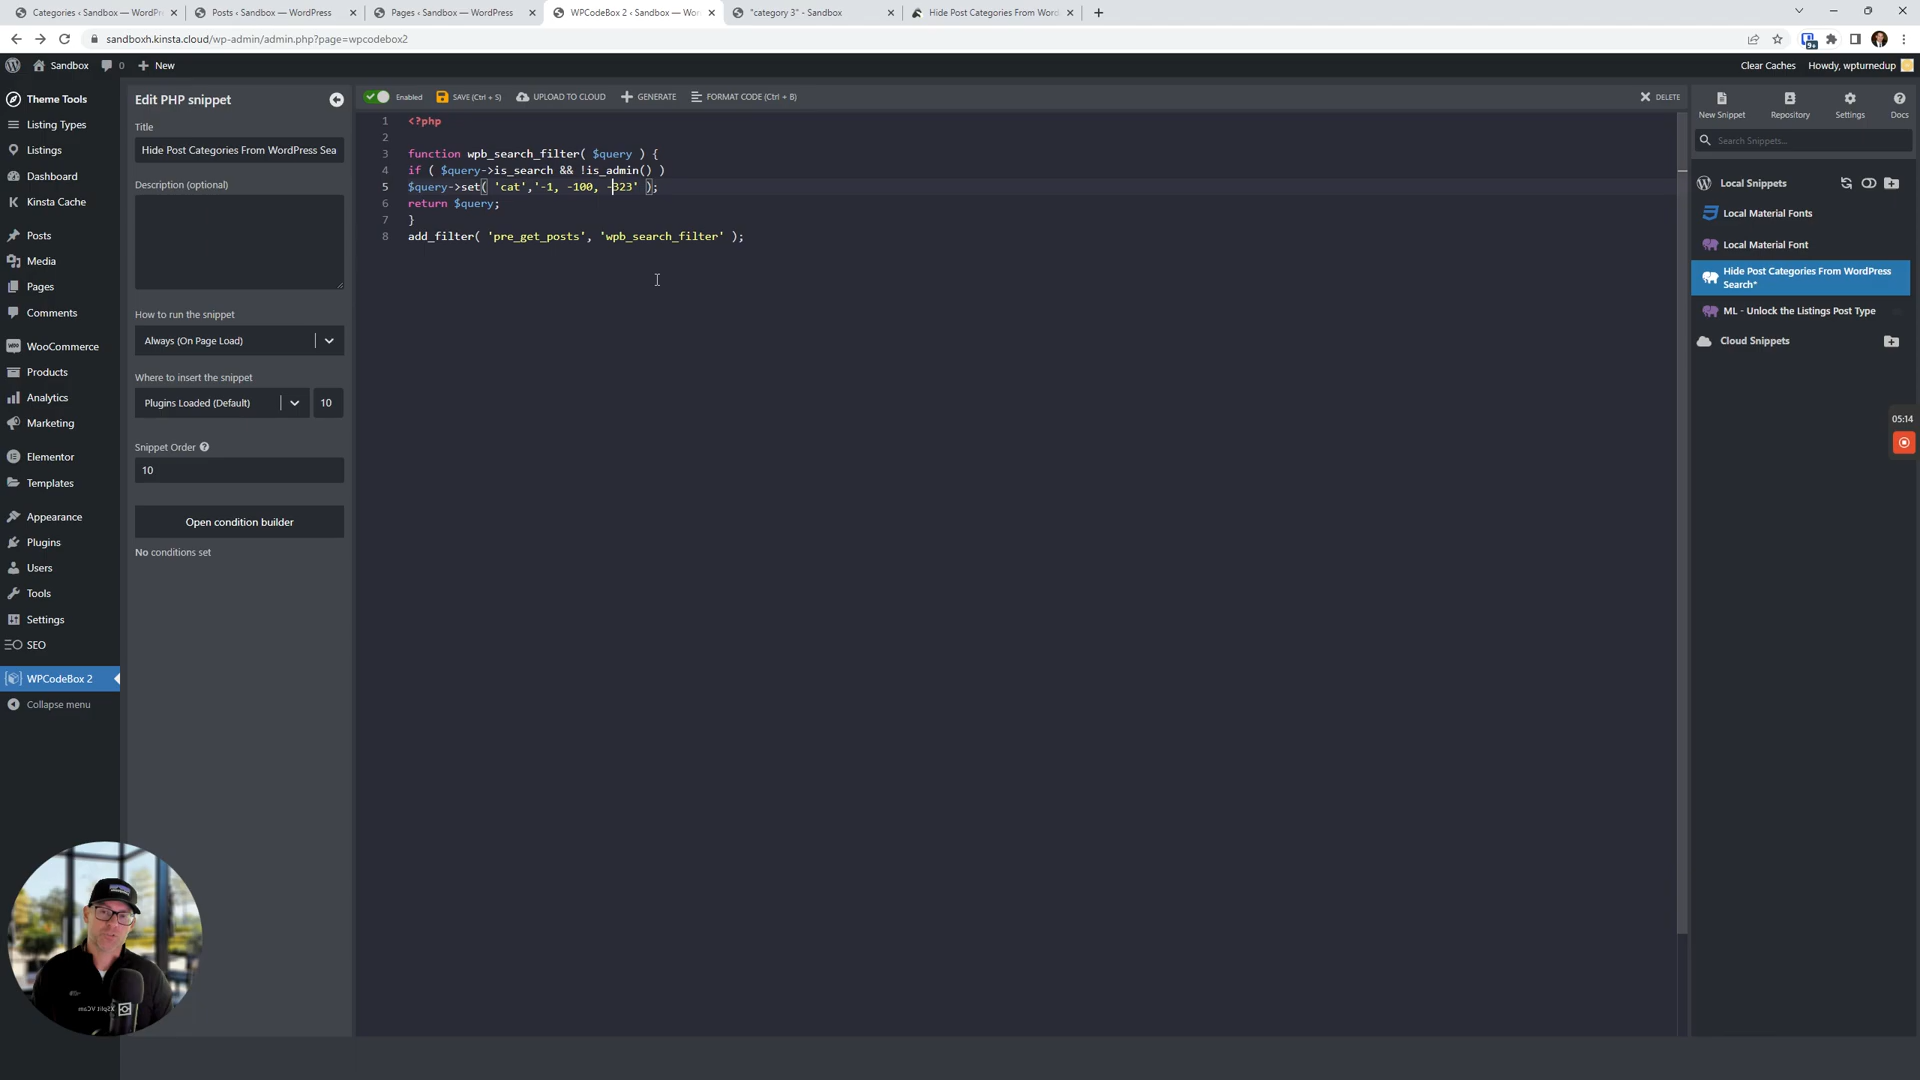 Categories ‹ Sandbox — WordPr
Posts ‹ Sandbox — WordPress
Pages ‹ Sandbox — WordPress
WPCodeBox 2 ‹ Sandbox — Wor
"category 3" - Sandbox
Hide Post Categories From Word
sandboxh.kinsta.cloud/wp-admin/admin.php?page=wpcodebox2
9+
Sandbox
0
New
Clear Caches
Howdy, wpturnedup
Theme Tools
Listing Types
Listings
Dashboard
Kinsta Cache
Posts
Media
Pages
Comments
WooCommerce
Products
Analytics
Marketing
Elementor
Templates
Appearance
Plugins
Users
Tools
Settings
SEO
WPCodeBox 2
Collapse menu
Edit PHP snippet
Title
Hide Post Categories From WordPress Sea
Description (optional)
How to run the snippet
Always (On Page Load)
Where to insert the snippet
Plugins Loaded (Default)
10
Snippet Order
10
Open condition builder
No conditions set
Enabled
SAVE (Ctrl + S)
UPLOAD TO CLOUD
GENERATE
FORMAT CODE (Ctrl + B)
DELETE
1 <?php
2
3 function wpb_search_filter( $query ) {
4 if ( $query->is_search && !is_admin() )
5 $query->set( 'cat','-1, -100, -323' );
6 return $query;
7 }
8 add_filter( 'pre_get_posts', 'wpb_search_filter' );
New Snippet
Repository
Settings
Docs
Search Snippets...
Local Snippets
Local Material Fonts
Local Material Font
Hide Post Categories From WordPress
Search*
ML - Unlock the Listings Post Type
Cloud Snippets
05:14
XSplit VCam